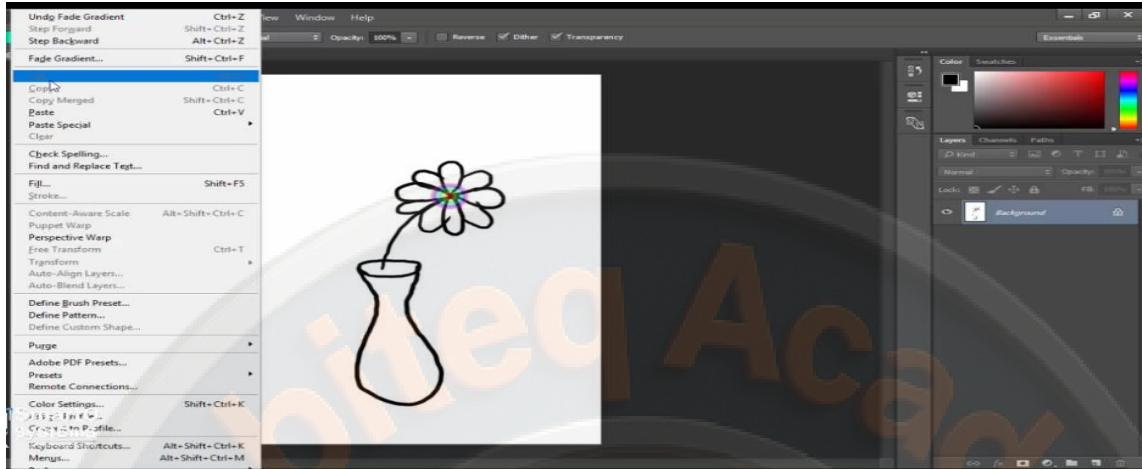 Undo Fade Gradient Ctrl+Z
Step Forward Shift+Ctrl+Z
Step Backward Alt+Ctrl+Z
Fade Gradient... Shift+Ctrl+F
Copy Ctrl+C
Copy Merged Shift+Ctrl+C
Paste Ctrl+V
Paste Special
Clear
Check Spelling...
Find and Replace Text...
Fill... Shift+F5
Stroke...
Content-Aware Scale Alt+Shift+Ctrl+C
Puppet Warp
Perspective Warp
Free Transform Ctrl+T
Transform
Auto-Align Layers...
Auto-Blend Layers...
Define Brush Preset...
Define Pattern...
Define Custom Shape...
Purge
Adobe PDF Presets...
Presets
Remote Connections...
Color Settings... Shift+Ctrl+K
Convert to Profile...
Keyboard Shortcuts... Alt+Shift+Ctrl+K
Menus... Alt+Shift+Ctrl+M
Window Help
Opacity: 100% Reverse Dither Transparency
Essentials
Color Swatches
Layers Channels Paths
Kind
Normal Opacity: 100%
Lock: Fill: 100%
Background